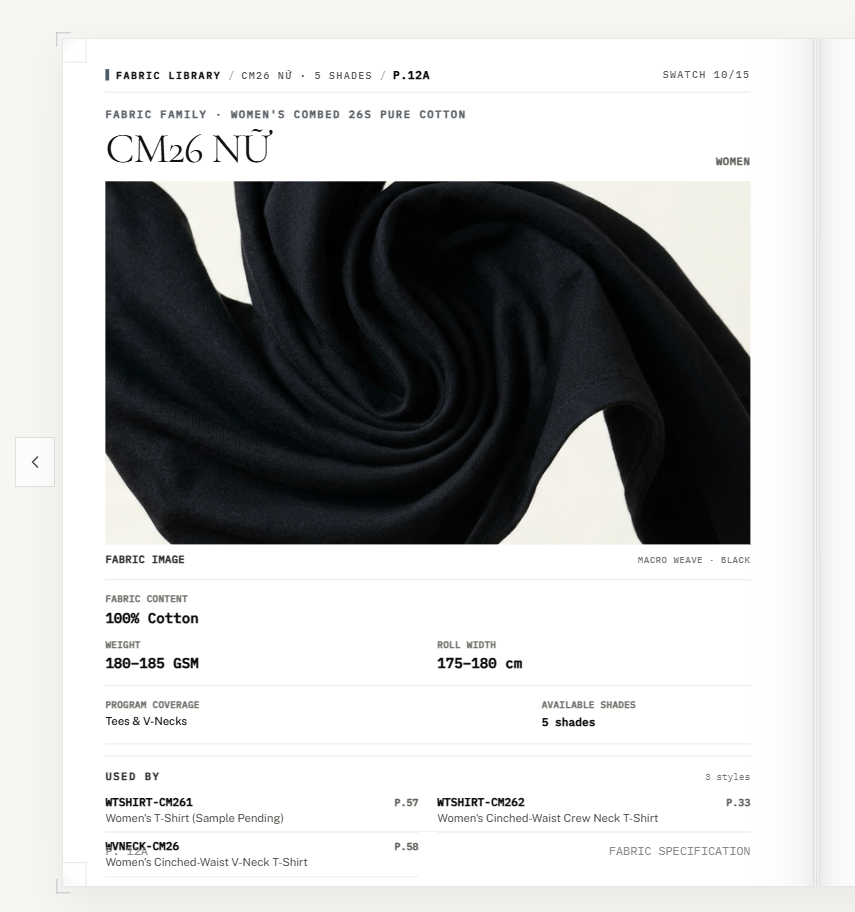 FABRIC LIBRARY / CM26 NỮ · 5 SHADES / P.12A
SWATCH 10/15
FABRIC FAMILY · WOMEN'S COMBED 26S PURE COTTON
CM26 NỮ
WOMEN
FABRIC IMAGE
MACRO WEAVE · BLACK
FABRIC CONTENT
100% Cotton
WEIGHT
180–185 GSM
ROLL WIDTH
175–180 cm
PROGRAM COVERAGE
Tees & V-Necks
AVAILABLE SHADES
5 shades
USED BY
3 styles
WTSHIRT-CM261 P.57
Women's T-Shirt (Sample Pending)
WTSHIRT-CM262 P.33
Women's Cinched-Waist Crew Neck T-Shirt
WVNECK-CM26 P.58
Women's Cinched-Waist V-Neck T-Shirt
P. 12A
FABRIC SPECIFICATION